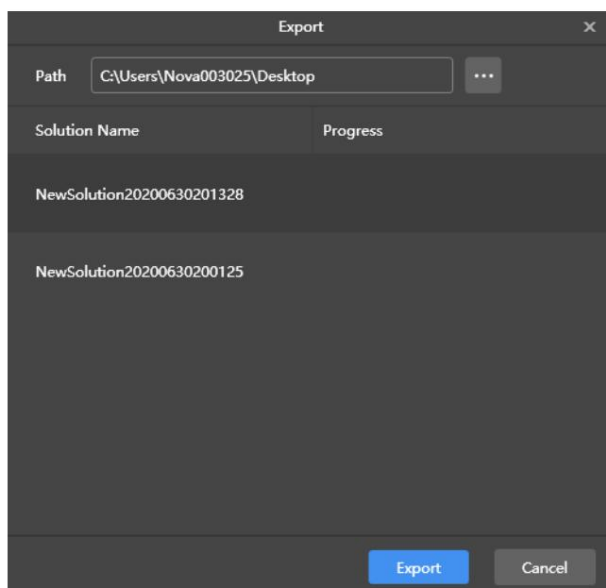 Export
Path C:\Users\Nova003025\Desktop ...
Solution Name Progress
NewSolution20200630201328
NewSolution20200630200125
Export Cancel